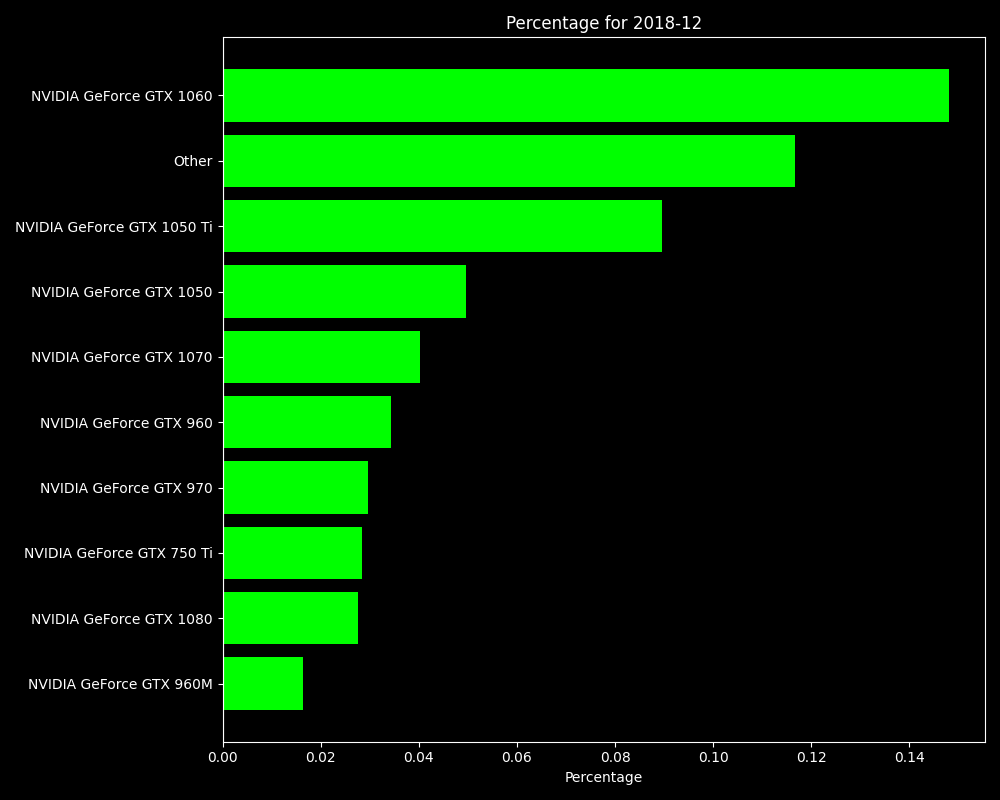 Percentage for 2018-12
NVIDIA GeForce GTX 1060
Other
NVIDIA GeForce GTX 1050 Ti
NVIDIA GeForce GTX 1050
NVIDIA GeForce GTX 1070
NVIDIA GeForce GTX 960
NVIDIA GeForce GTX 970
NVIDIA GeForce GTX 750 Ti
NVIDIA GeForce GTX 1080
NVIDIA GeForce GTX 960M
0.00 0.02 0.04 0.06 0.08 0.10 0.12 0.14
Percentage